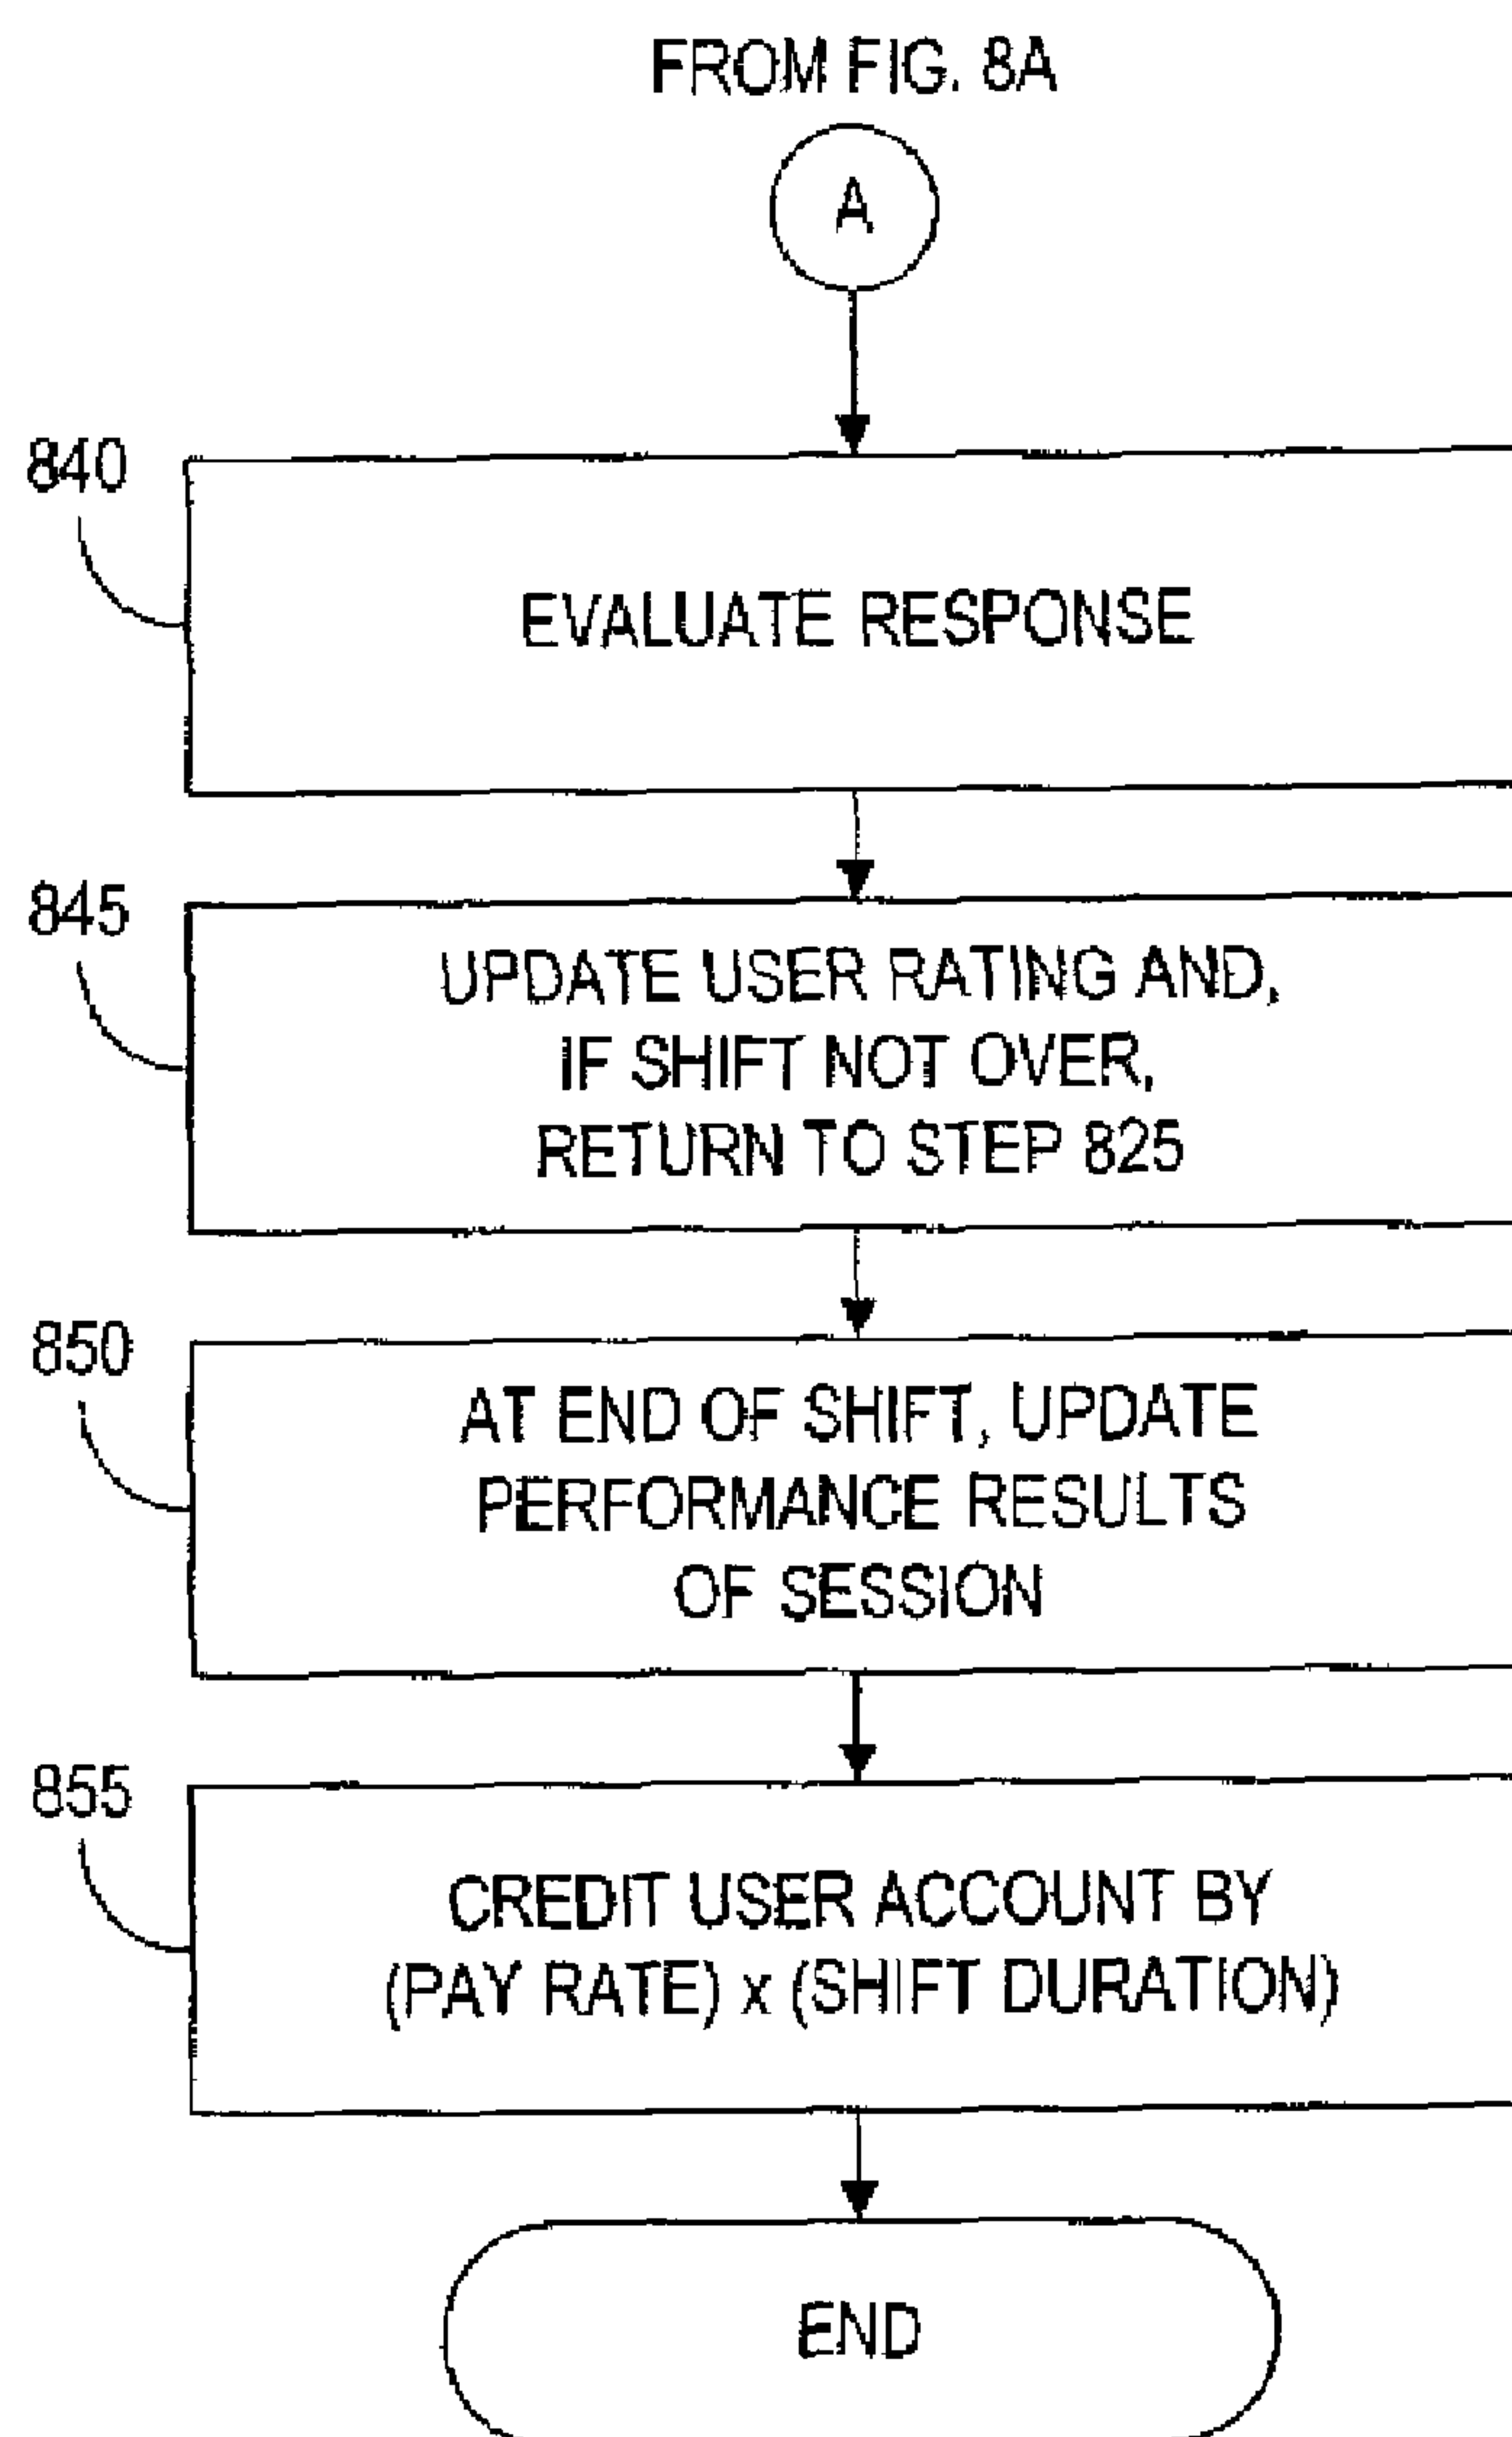 FROM FIG. 8A
A
840
EVALUATE RESPONSE
845
UPDATE USER RATING AND,
IF SHIFT NOT OVER,
RETURN TO STEP 825
850
AT END OF SHIFT, UPDATE
PERFORMANCE RESULTS
OF SESSION
855
CREDIT USER ACCOUNT BY
(PAY RATE) x (SHIFT DURATION)
END